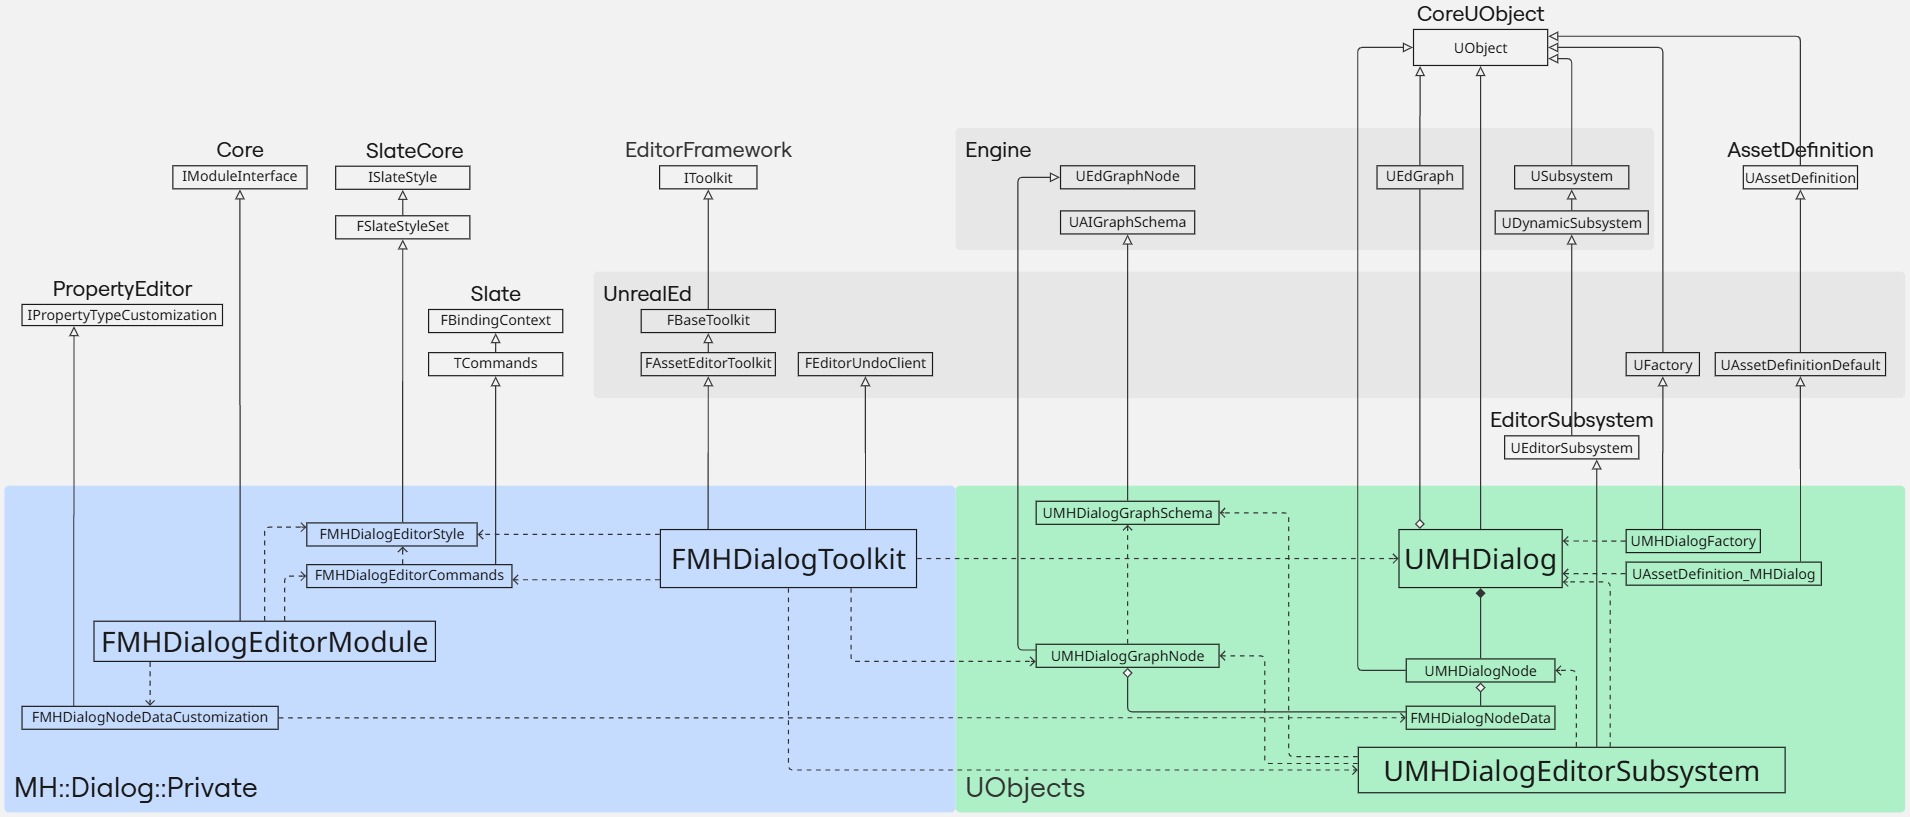 CoreUObject
UObject
Core
IModuleInterface
SlateCore
ISlateStyle
FSlateStyleSet
EditorFramework
IToolkit
Engine
UEdGraphNode
UAIGraphSchema
UEdGraph
USubsystem
UDynamicSubsystem
AssetDefinition
UAssetDefinition
PropertyEditor
IPropertyTypeCustomization
Slate
FBindingContext
TCommands
UnrealEd
FBaseToolkit
FAssetEditorToolkit
FEditorUndoClient
UFactory
UAssetDefinitionDefault
EditorSubsystem
UEditorSubsystem
FMHDialogEditorStyle
FMHDialogEditorCommands
FMHDialogToolkit
FMHDialogEditorModule
FMHDialogNodeDataCustomization
MH::Dialog::Private
UMHDialogGraphSchema
UMHDialog
UMHDialogFactory
UAssetDefinition_MHDialog
UMHDialogGraphNode
UMHDialogNode
FMHDialogNodeData
UMHDialogEditorSubsystem
UObjects